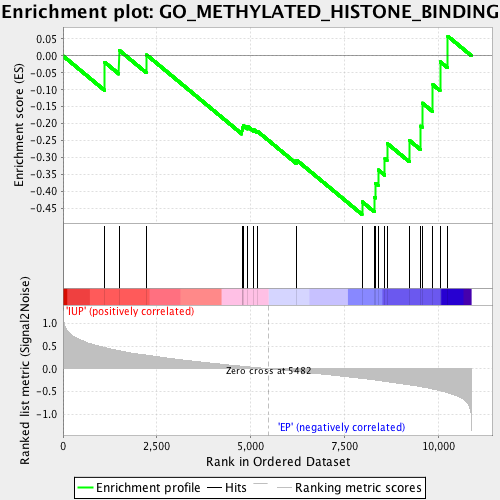 Enrichment plot: GO_METHYLATED_HISTONE_BINDING
Enrichment score (ES)
0.05
0.00
-0.05
-0.10
-0.15
-0.20
-0.25
-0.30
-0.35
-0.40
-0.45
'IUP' (positively correlated)
Ranked list metric (Signal2Noise)
1.0
0.5
0.0
-0.5
-1.0
Zero cross at 5482
'EP' (negatively correlated)
0
2,500
5,000
7,500
10,000
Rank in Ordered Dataset
Enrichment profile
Hits
Ranking metric scores